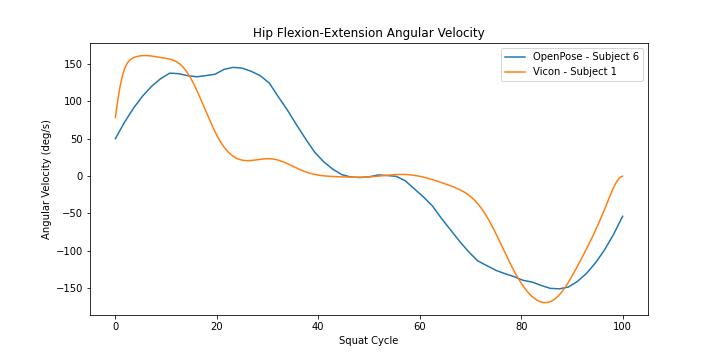 Hip Flexion-Extension Angular Velocity
OpenPose - Subject 6
Vicon - Subject 1
Angular Velocity (deg/s)
150
100
50
0
−50
−100
−150
0 20 40 60 80 100
Squat Cycle